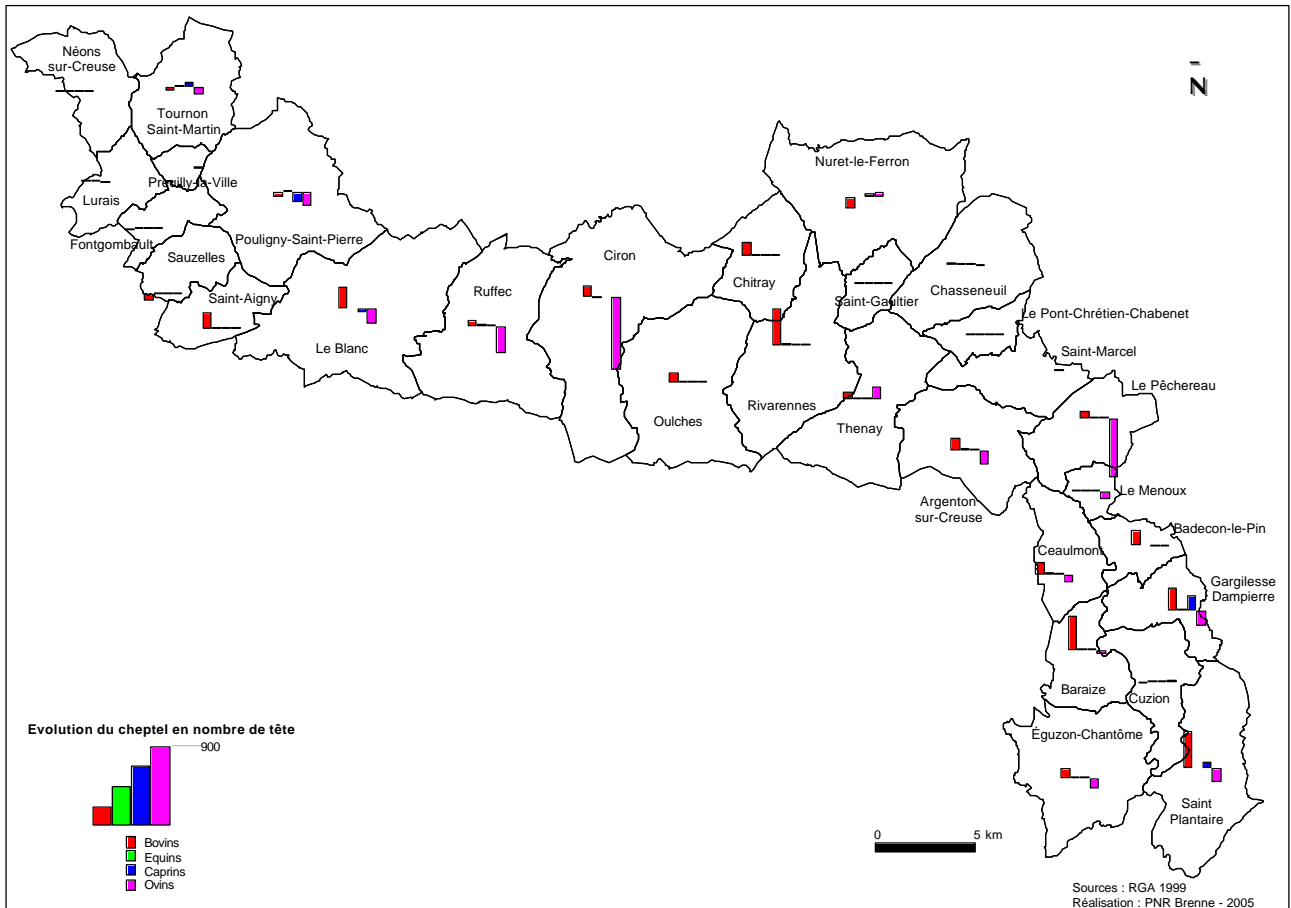 Néons
sur-Creuse
N
Tournon
Saint-Martin
Nuret-le-Ferron
Preuilly-la-Ville
Lurais
Fontgombault
Pouligny-Saint-Pierre
Sauzelles
Ciron
Chitray
Saint-Aigny
Ruffec
Saint-Gaultier
Chasseneuil
Le Pont-Chrétien-Chabenet
Le Blanc
Saint-Marcel
Le Pêchereau
Oulches
Rivarennes
Thenay
Le Menoux
Argenton
sur-Creuse
Badecon-le-Pin
Ceaulmont
Gargilesse
Dampierre
Baraize
Cuzion
Evolution du cheptel en nombre de tête
900
Éguzon-Chantôme
Saint
Plantaire
0 5 km
Bovins
Equins
Caprins
Ovins
Sources : RGA 1999
Réalisation : PNR Brenne - 2005